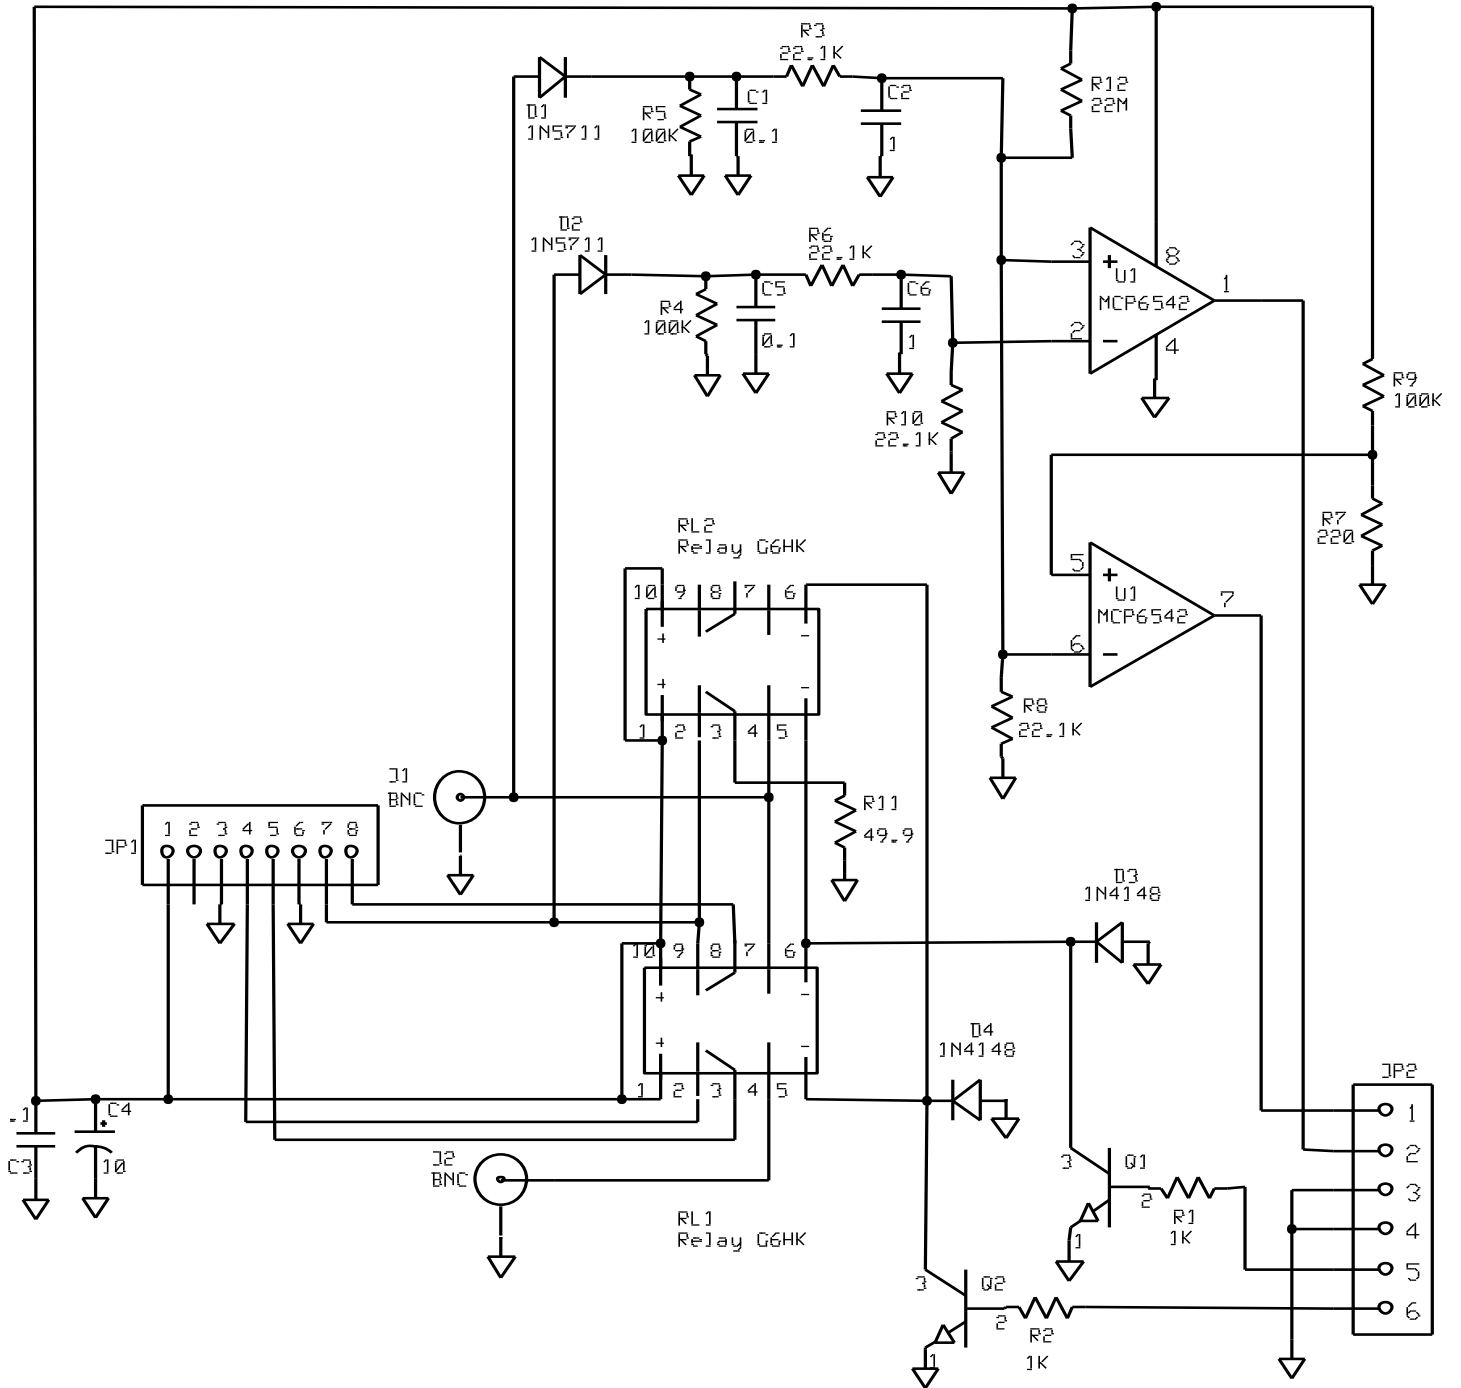 R3
22.1K
D1
1N5711
R5
100K
C1
0.1
C2
1
R12
22M
D2
1N5711
R6
22.1K
R4
100K
C5
0.1
C6
1
R10
22.1K
3
2
8
4
1
U1
MCP6542
R9
100K
R7
220
RL2
Relay G6HK
10 9 8 7 6
+ -
+ -
1 2 3 4 5
5
6
7
U1
MCP6542
R8
22.1K
J1
BNC
R11
49.9
JP1
1 2 3 4 5 6 7 8
D3
1N4148
10 9 8 7 6
+ -
+ -
1 2 3 4 5
D4
1N4148
.1
C3
C4
10
J2
BNC
RL1
Relay G6HK
JP2
1
2
3
4
5
6
3
Q1
2
1
R1
1K
3
Q2
2
1
R2
1K